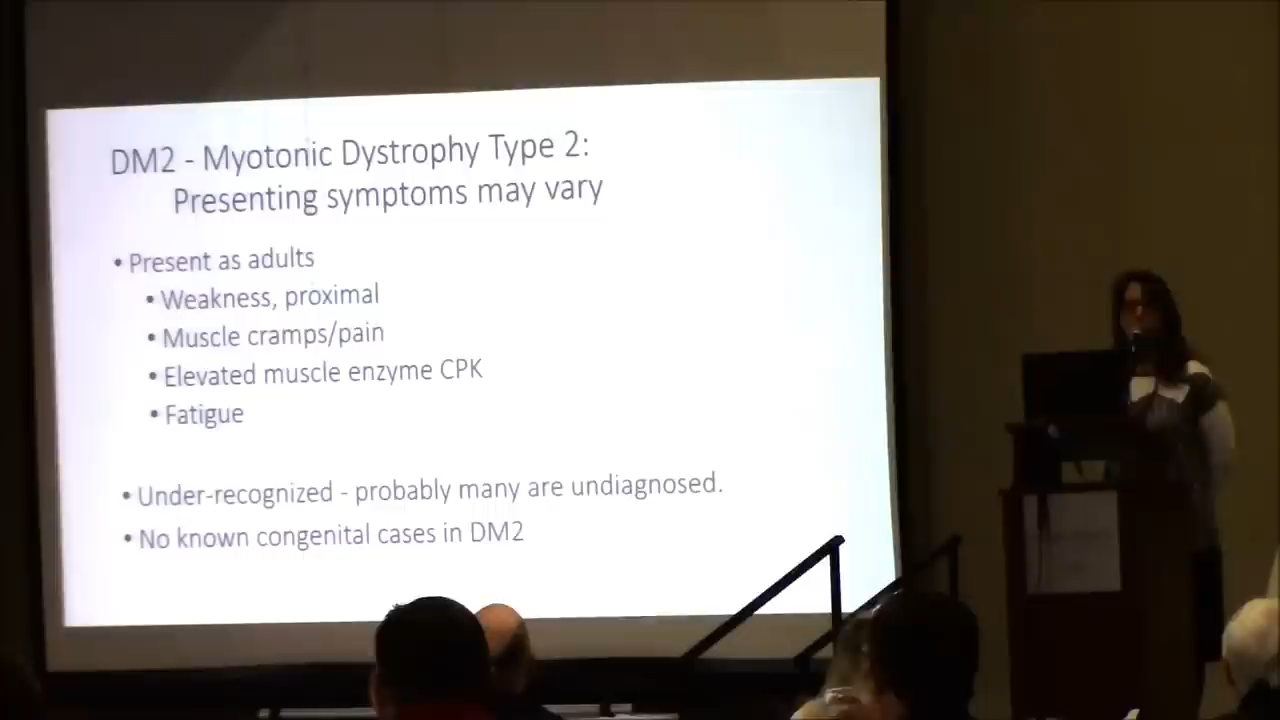 DM2 - Myotonic Dystrophy Type 2:
Presenting symptoms may vary
• Present as adults
• Weakness, proximal
• Muscle cramps/pain
• Elevated muscle enzyme CPK
• Fatigue
• Under-recognized - probably many are undiagnosed.
• No known congenital cases in DM2